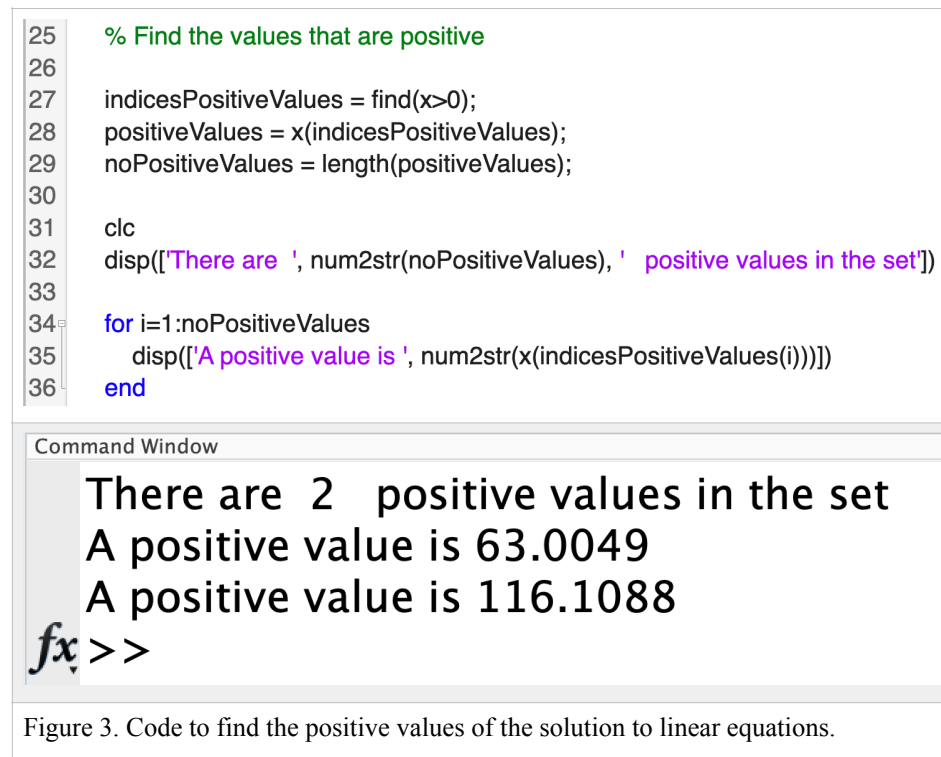 25 % Find the values that are positive
26
27 indicesPositiveValues = find(x>0);
28 positiveValues = x(indicesPositiveValues);
29 noPositiveValues = length(positiveValues);
30
31 clc
32 disp(['There are  ', num2str(noPositiveValues), '   positive values in the set'])
33
34 for i=1:noPositiveValues
35     disp(['A positive value is ', num2str(x(indicesPositiveValues(i)))])
36 end
Command Window
There are  2   positive values in the set
A positive value is 63.0049
A positive value is 116.1088
fx >>
Figure 3. Code to find the positive values of the solution to linear equations.